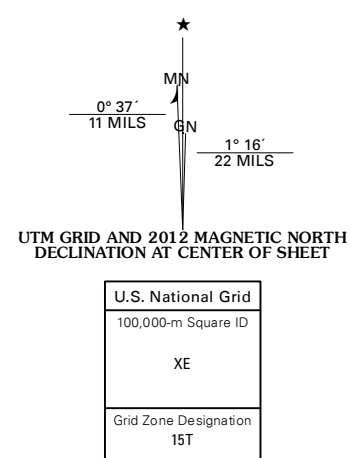 MN
0° 37´
11 MILS
GN
1° 16´
22 MILS
UTM GRID AND 2012 MAGNETIC NORTH
DECLINATION AT CENTER OF SHEET
U.S. National Grid
100,000-m Square ID
XE
Grid Zone Designation
15T